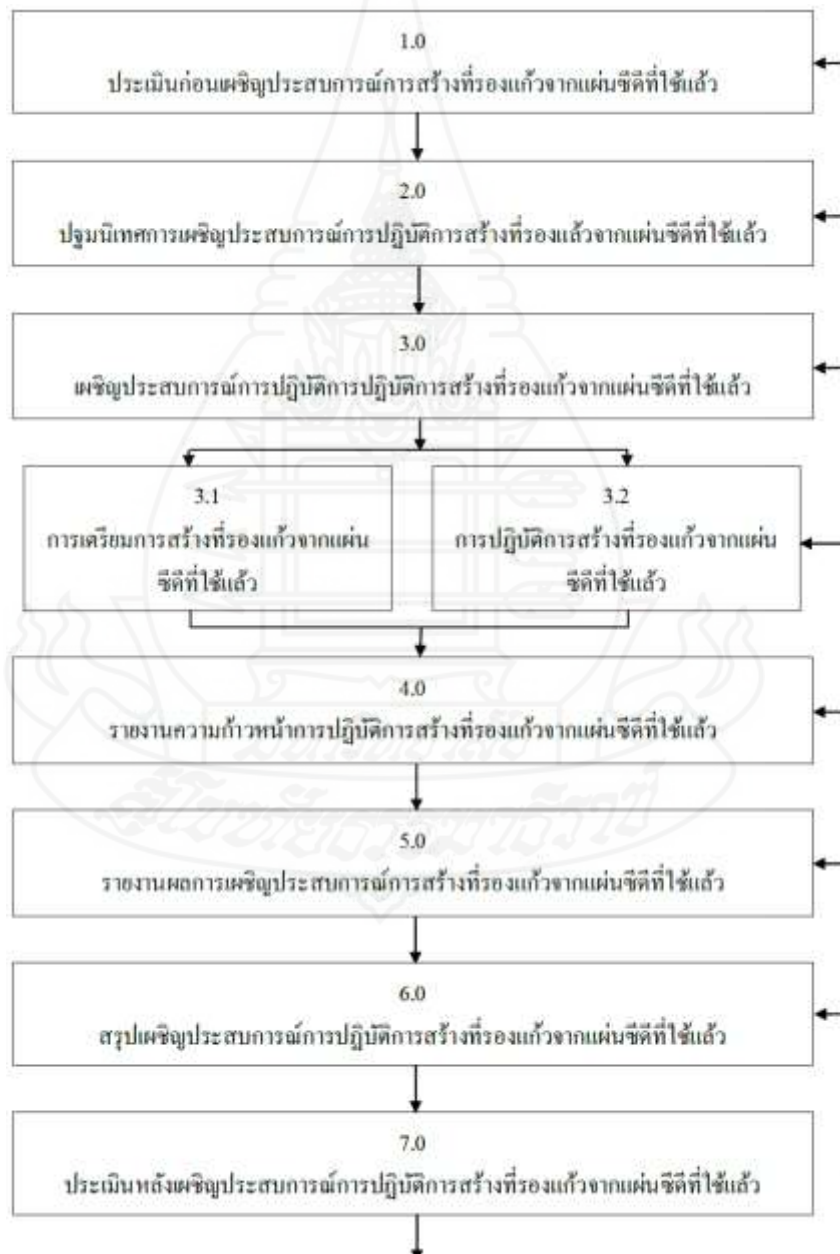 1.0
ประเมินก่อนเผชิญประสบการณ์การสร้างที่รองแก้วจากแผ่นซีดีที่ใช้แล้ว
2.0
ปฐมนิเทศการเผชิญประสบการณ์การปฏิบัติการสร้างที่รองแล้วจากแผ่นซีดีที่ใช้แล้ว
3.0
เผชิญประสบการณ์การปฏิบัติการปฏิบัติการสร้างที่รองแก้วจากแผ่นซีดีที่ใช้แล้ว
3.1
การเตรียมการสร้างที่รองแก้วจากแผ่น
ซีดีที่ใช้แล้ว
3.2
การปฏิบัติการสร้างที่รองแก้วจากแผ่น
ซีดีที่ใช้แล้ว
4.0
รายงานความก้าวหน้าการปฏิบัติการสร้างที่รองแก้วจากแผ่นซีดีที่ใช้แล้ว
5.0
รายงานผลการเผชิญประสบการณ์การสร้างที่รองแก้วจากแผ่นซีดีที่ใช้แล้ว
6.0
สรุปเผชิญประสบการณ์การปฏิบัติการสร้างที่รองแก้วจากแผ่นซีดีที่ใช้แล้ว
7.0
ประเมินหลังเผชิญประสบการณ์การปฏิบัติการสร้างที่รองแก้วจากแผ่นซีดีที่ใช้แล้ว